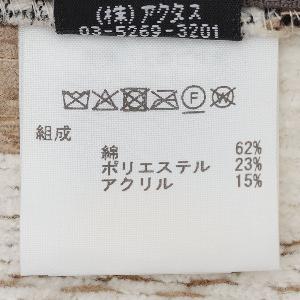 (株)アクタス
03-5269-3201
F W
組成
綿 62%
ポリエステル 23%
アクリル 15%